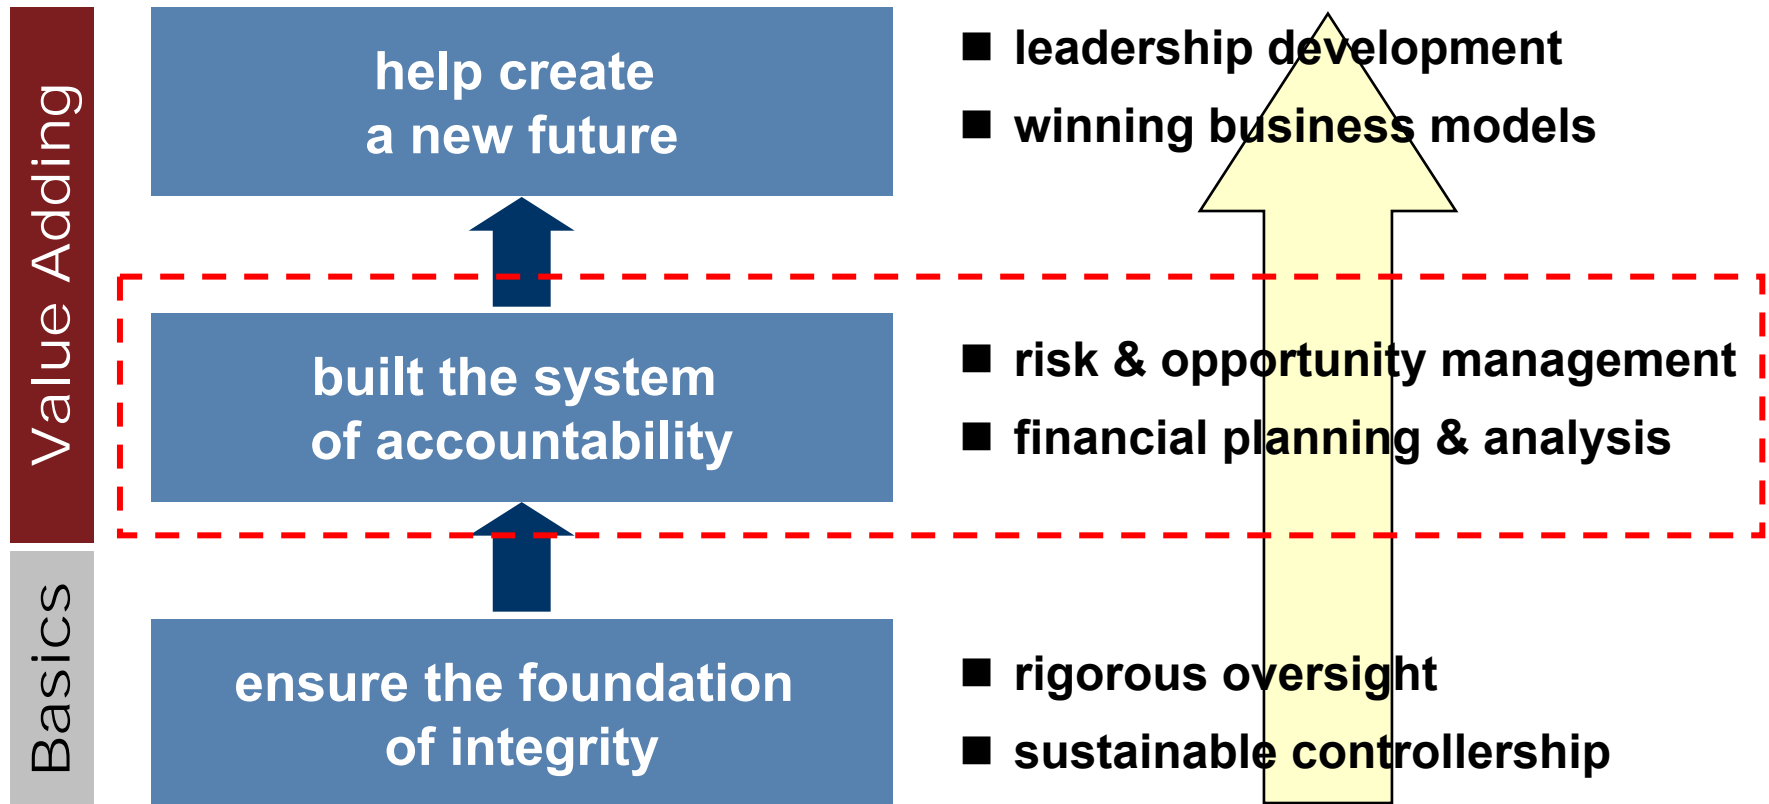 Value Adding
help create
a new future
■ leadership development
■ winning business models
built the system
of accountability
■ risk & opportunity management
■ financial planning & analysis
Basics
ensure the foundation
of integrity
■ rigorous oversight
■ sustainable controllership